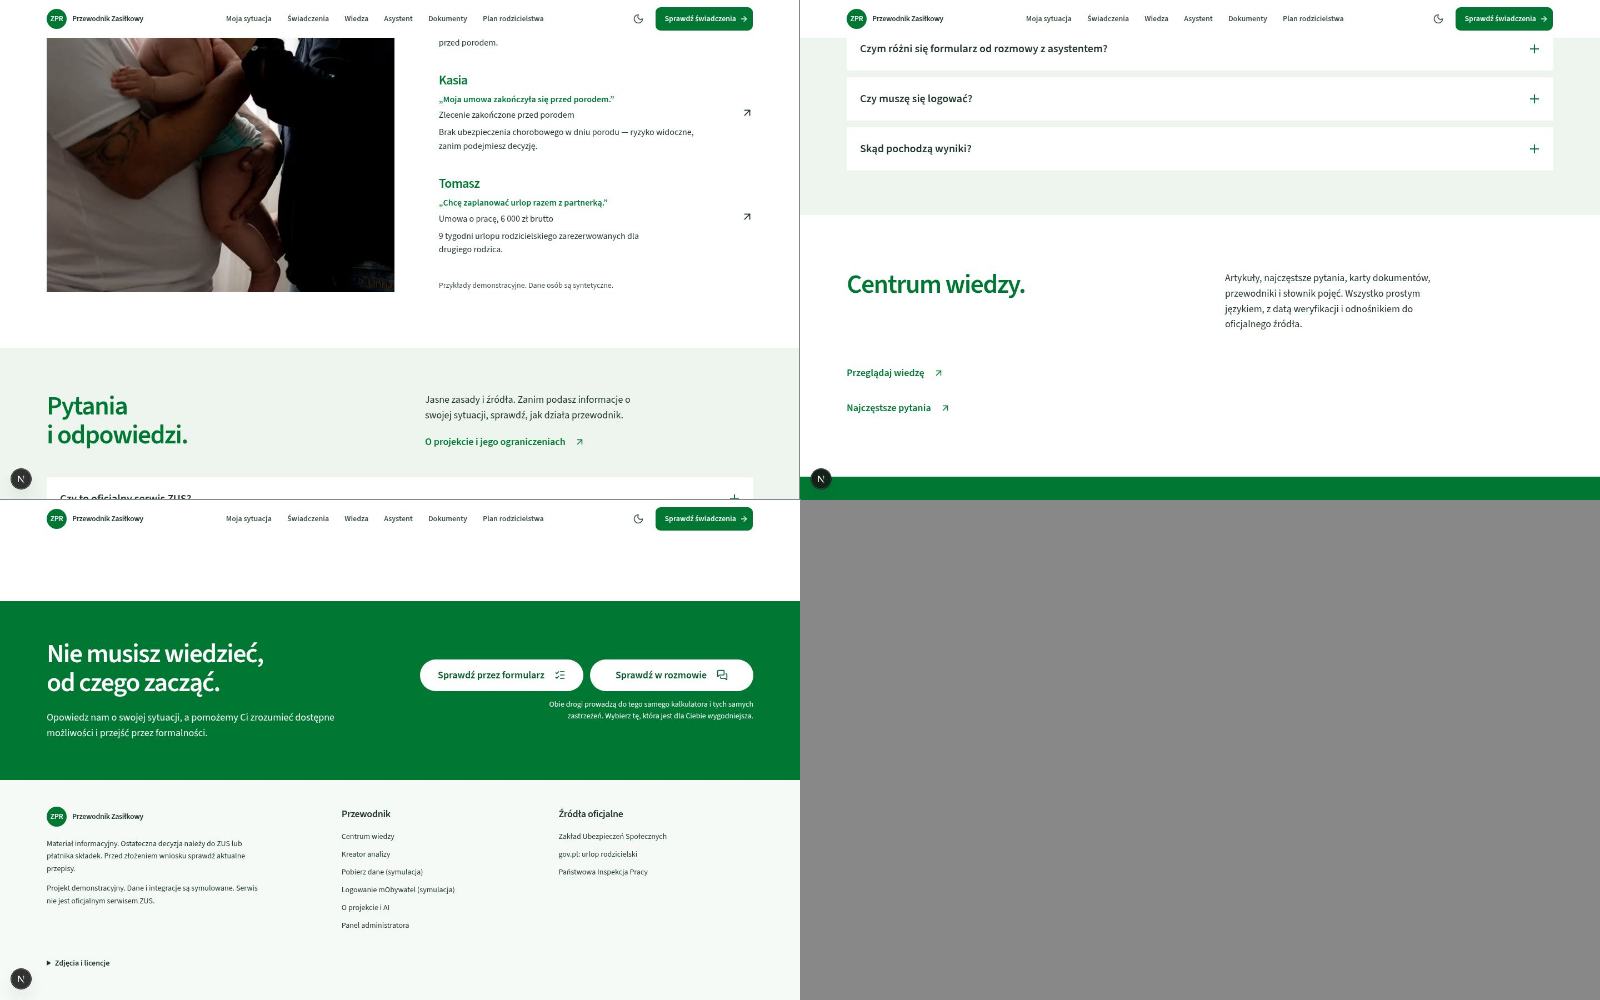 ZPR Przewodnik Zasiłkowy Moja sytuacja Świadczenia Wiedza Asystent Dokumenty Plan rodzicielstwa Sprawdź świadczenia →
przed porodem.
Kasia
„Moja umowa zakończyła się przed porodem.”
Zlecenie zakończone przed porodem
Brak ubezpieczenia chorobowego w dniu porodu — ryzyko widoczne,
zanim podejmiesz decyzję.
Tomasz
„Chcę zaplanować urlop razem z partnerką.”
Umowa o pracę, 6 000 zł brutto
9 tygodni urlopu rodzicielskiego zarezerwowanych dla
drugiego rodzica.
Przykłady demonstracyjne. Dane osób są syntetyczne.
Pytania
i odpowiedzi.
Jasne zasady i źródła. Zanim podasz informacje o
swojej sytuacji, sprawdź, jak działa przewodnik.
O projekcie i jego ograniczeniach
N
Czy to oficjalny serwis ZUS?
ZPR Przewodnik Zasiłkowy Moja sytuacja Świadczenia Wiedza Asystent Dokumenty Plan rodzicielstwa Sprawdź świadczenia →
Czym różni się formularz od rozmowy z asystentem?
Czy muszę się logować?
Skąd pochodzą wyniki?
Centrum wiedzy.
Artykuły, najczęstsze pytania, karty dokumentów,
przewodniki i słownik pojęć. Wszystko prostym
językiem, z datą weryfikacji i odnośnikiem do
oficjalnego źródła.
Przeglądaj wiedzę
Najczęstsze pytania
N
ZPR Przewodnik Zasiłkowy Moja sytuacja Świadczenia Wiedza Asystent Dokumenty Plan rodzicielstwa Sprawdź świadczenia →
Nie musisz wiedzieć,
od czego zacząć.
Opowiedz nam o swojej sytuacji, a pomożemy Ci zrozumieć dostępne
możliwości i przejść przez formalności.
Sprawdź przez formularz
Sprawdź w rozmowie
Obie drogi prowadzą do tego samego kalkulatora i tych samych
zastrzeżeń. Wybierz tę, która jest dla Ciebie wygodniejsza.
ZPR Przewodnik Zasiłkowy
Materiał informacyjny. Ostateczna decyzja należy do ZUS lub
płatnika składek. Przed złożeniem wniosku sprawdź aktualne
przepisy.
Projekt demonstracyjny. Dane i integracje są symulowane. Serwis
nie jest oficjalnym serwisem ZUS.
Przewodnik
Centrum wiedzy
Kreator analizy
Pobierz dane (symulacja)
Logowanie mObywatel (symulacja)
O projekcie i AI
Panel administratora
Źródła oficjalne
Zakład Ubezpieczeń Społecznych
gov.pl: urlop rodzicielski
Państwowa Inspekcja Pracy
Zdjęcia i licencje
N